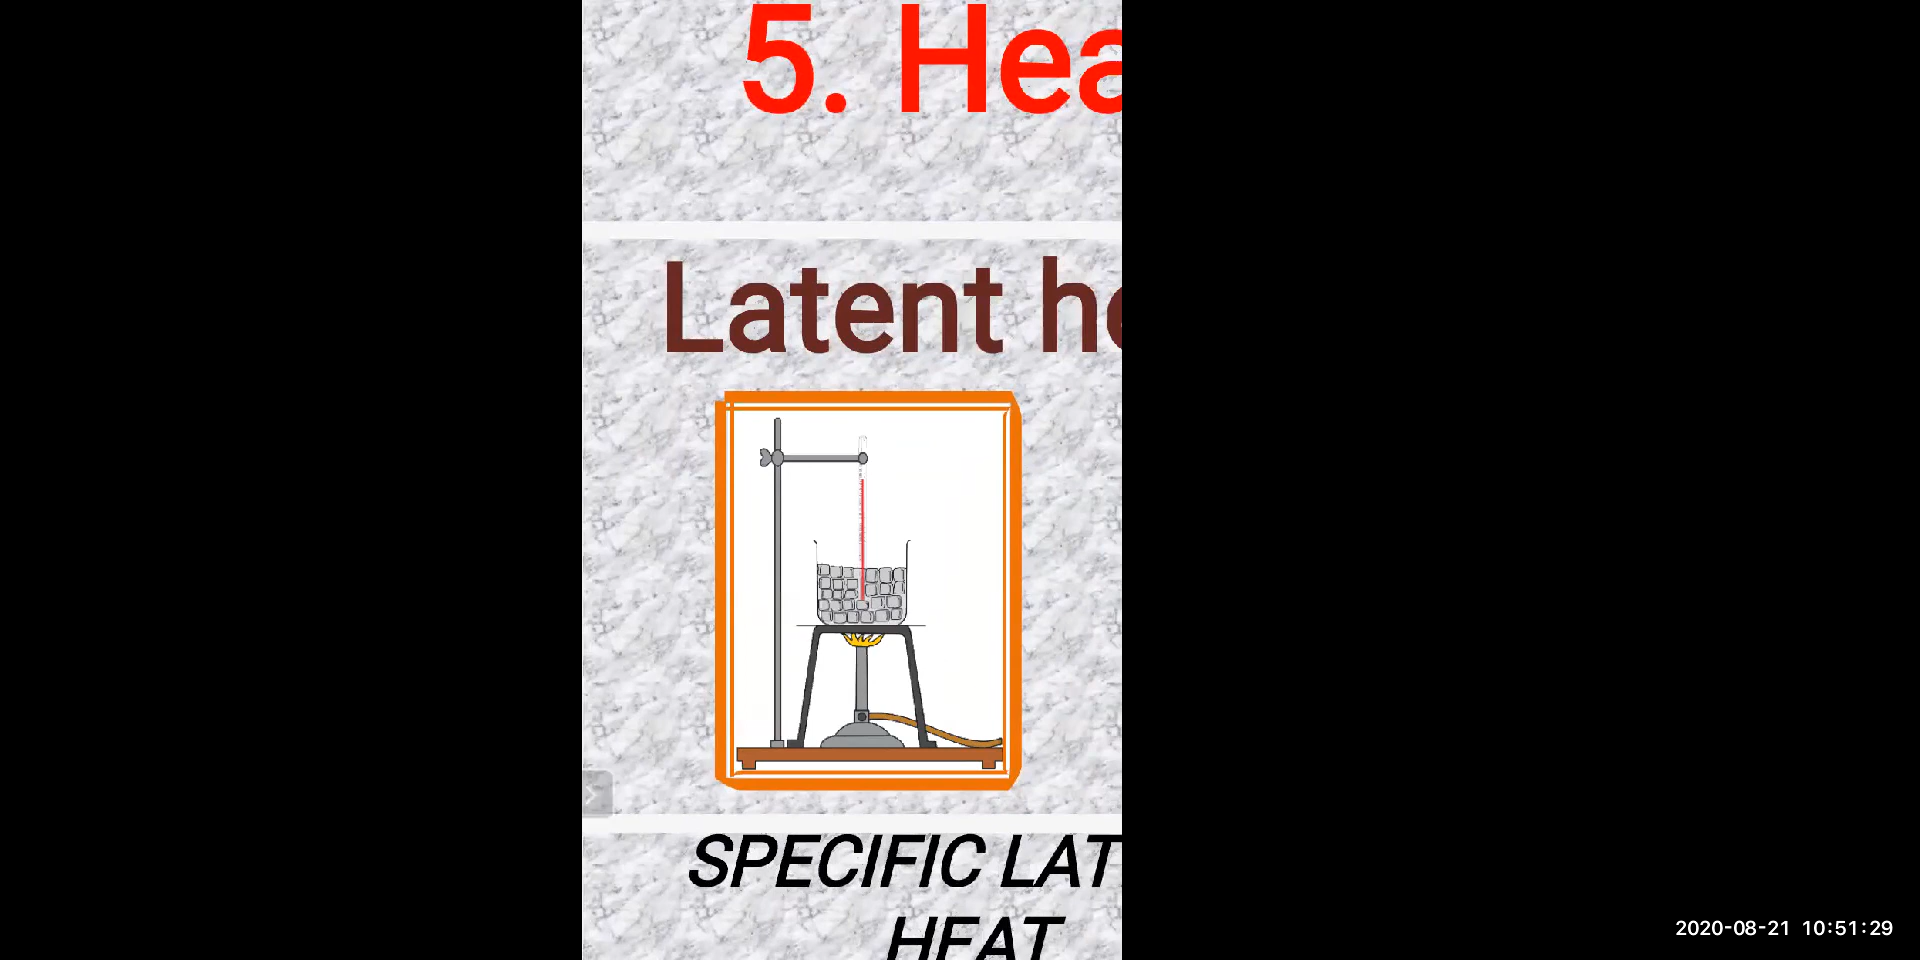 5. Hea
Latent he
SPECIFIC LAT
HEAT
2020-08-21 10:51:29